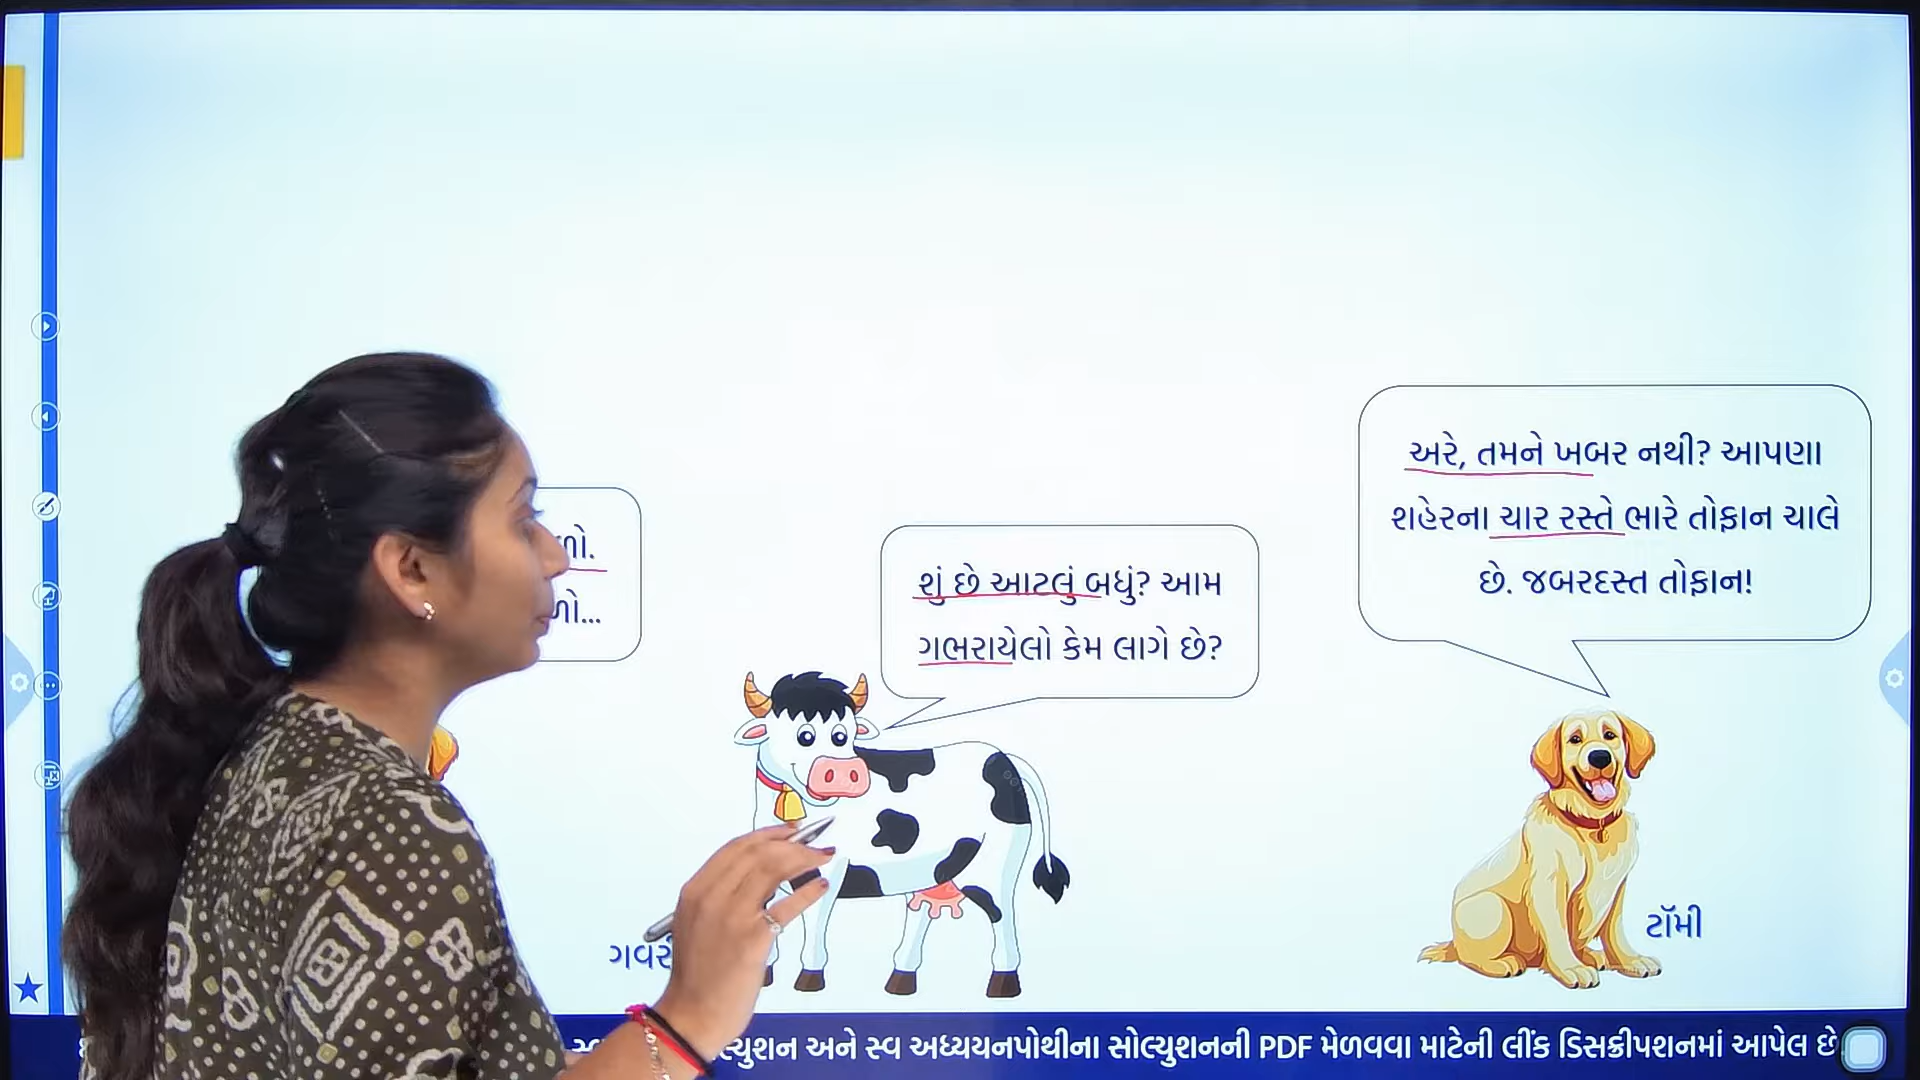 અરે, તમને ખબર નથી? આપણા
શહેરના ચાર રસ્તે ભારે તોફાન ચાલે
છે. જબરદસ્ત તોફાન!
શું છે આટલું બધું? આમ
ગભરાયેલો કેમ લાગે છે?
ટૉમી
અને સ્વ અધ્યયનપોથીના સોલ્યુશનની PDF મેળવવા માટેની લીંક ડિસક્રીપશનમાં આપેલ છે